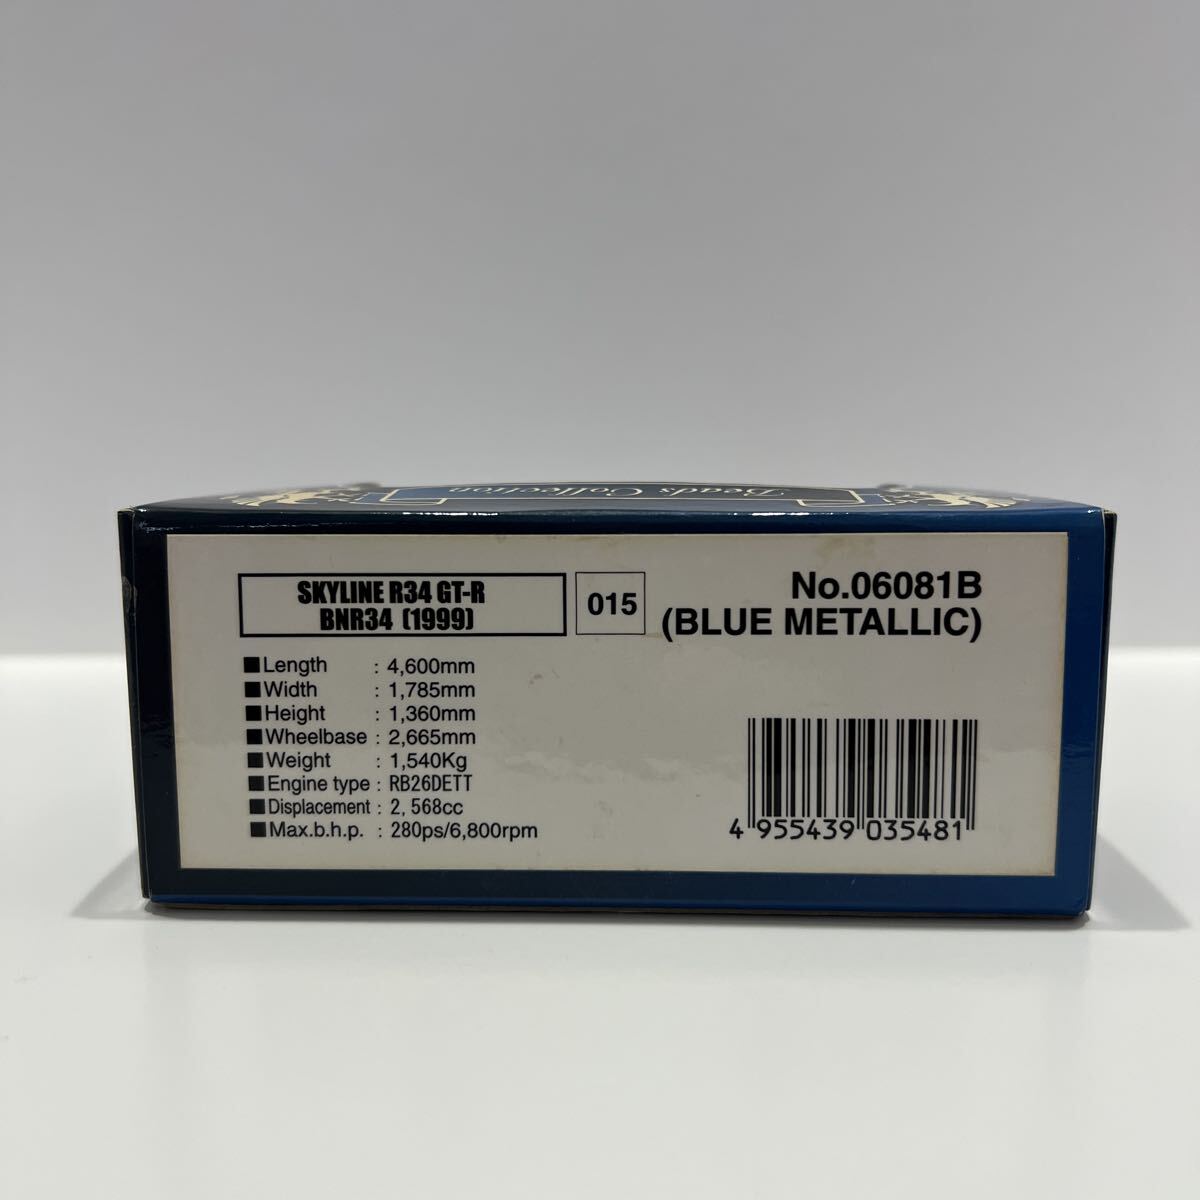 Beads Collection
SKYLINE R34 GT-R
BNR34 (1999)
015
No.06081B
(BLUE METALLIC)
■Length : 4,600mm
■Width : 1,785mm
■Height : 1,360mm
■Wheelbase : 2,665mm
■Weight : 1,540Kg
■Engine type : RB26DETT
■Displacement : 2,568cc
■Max.b.h.p. : 280ps/6,800rpm
4 955439 035481